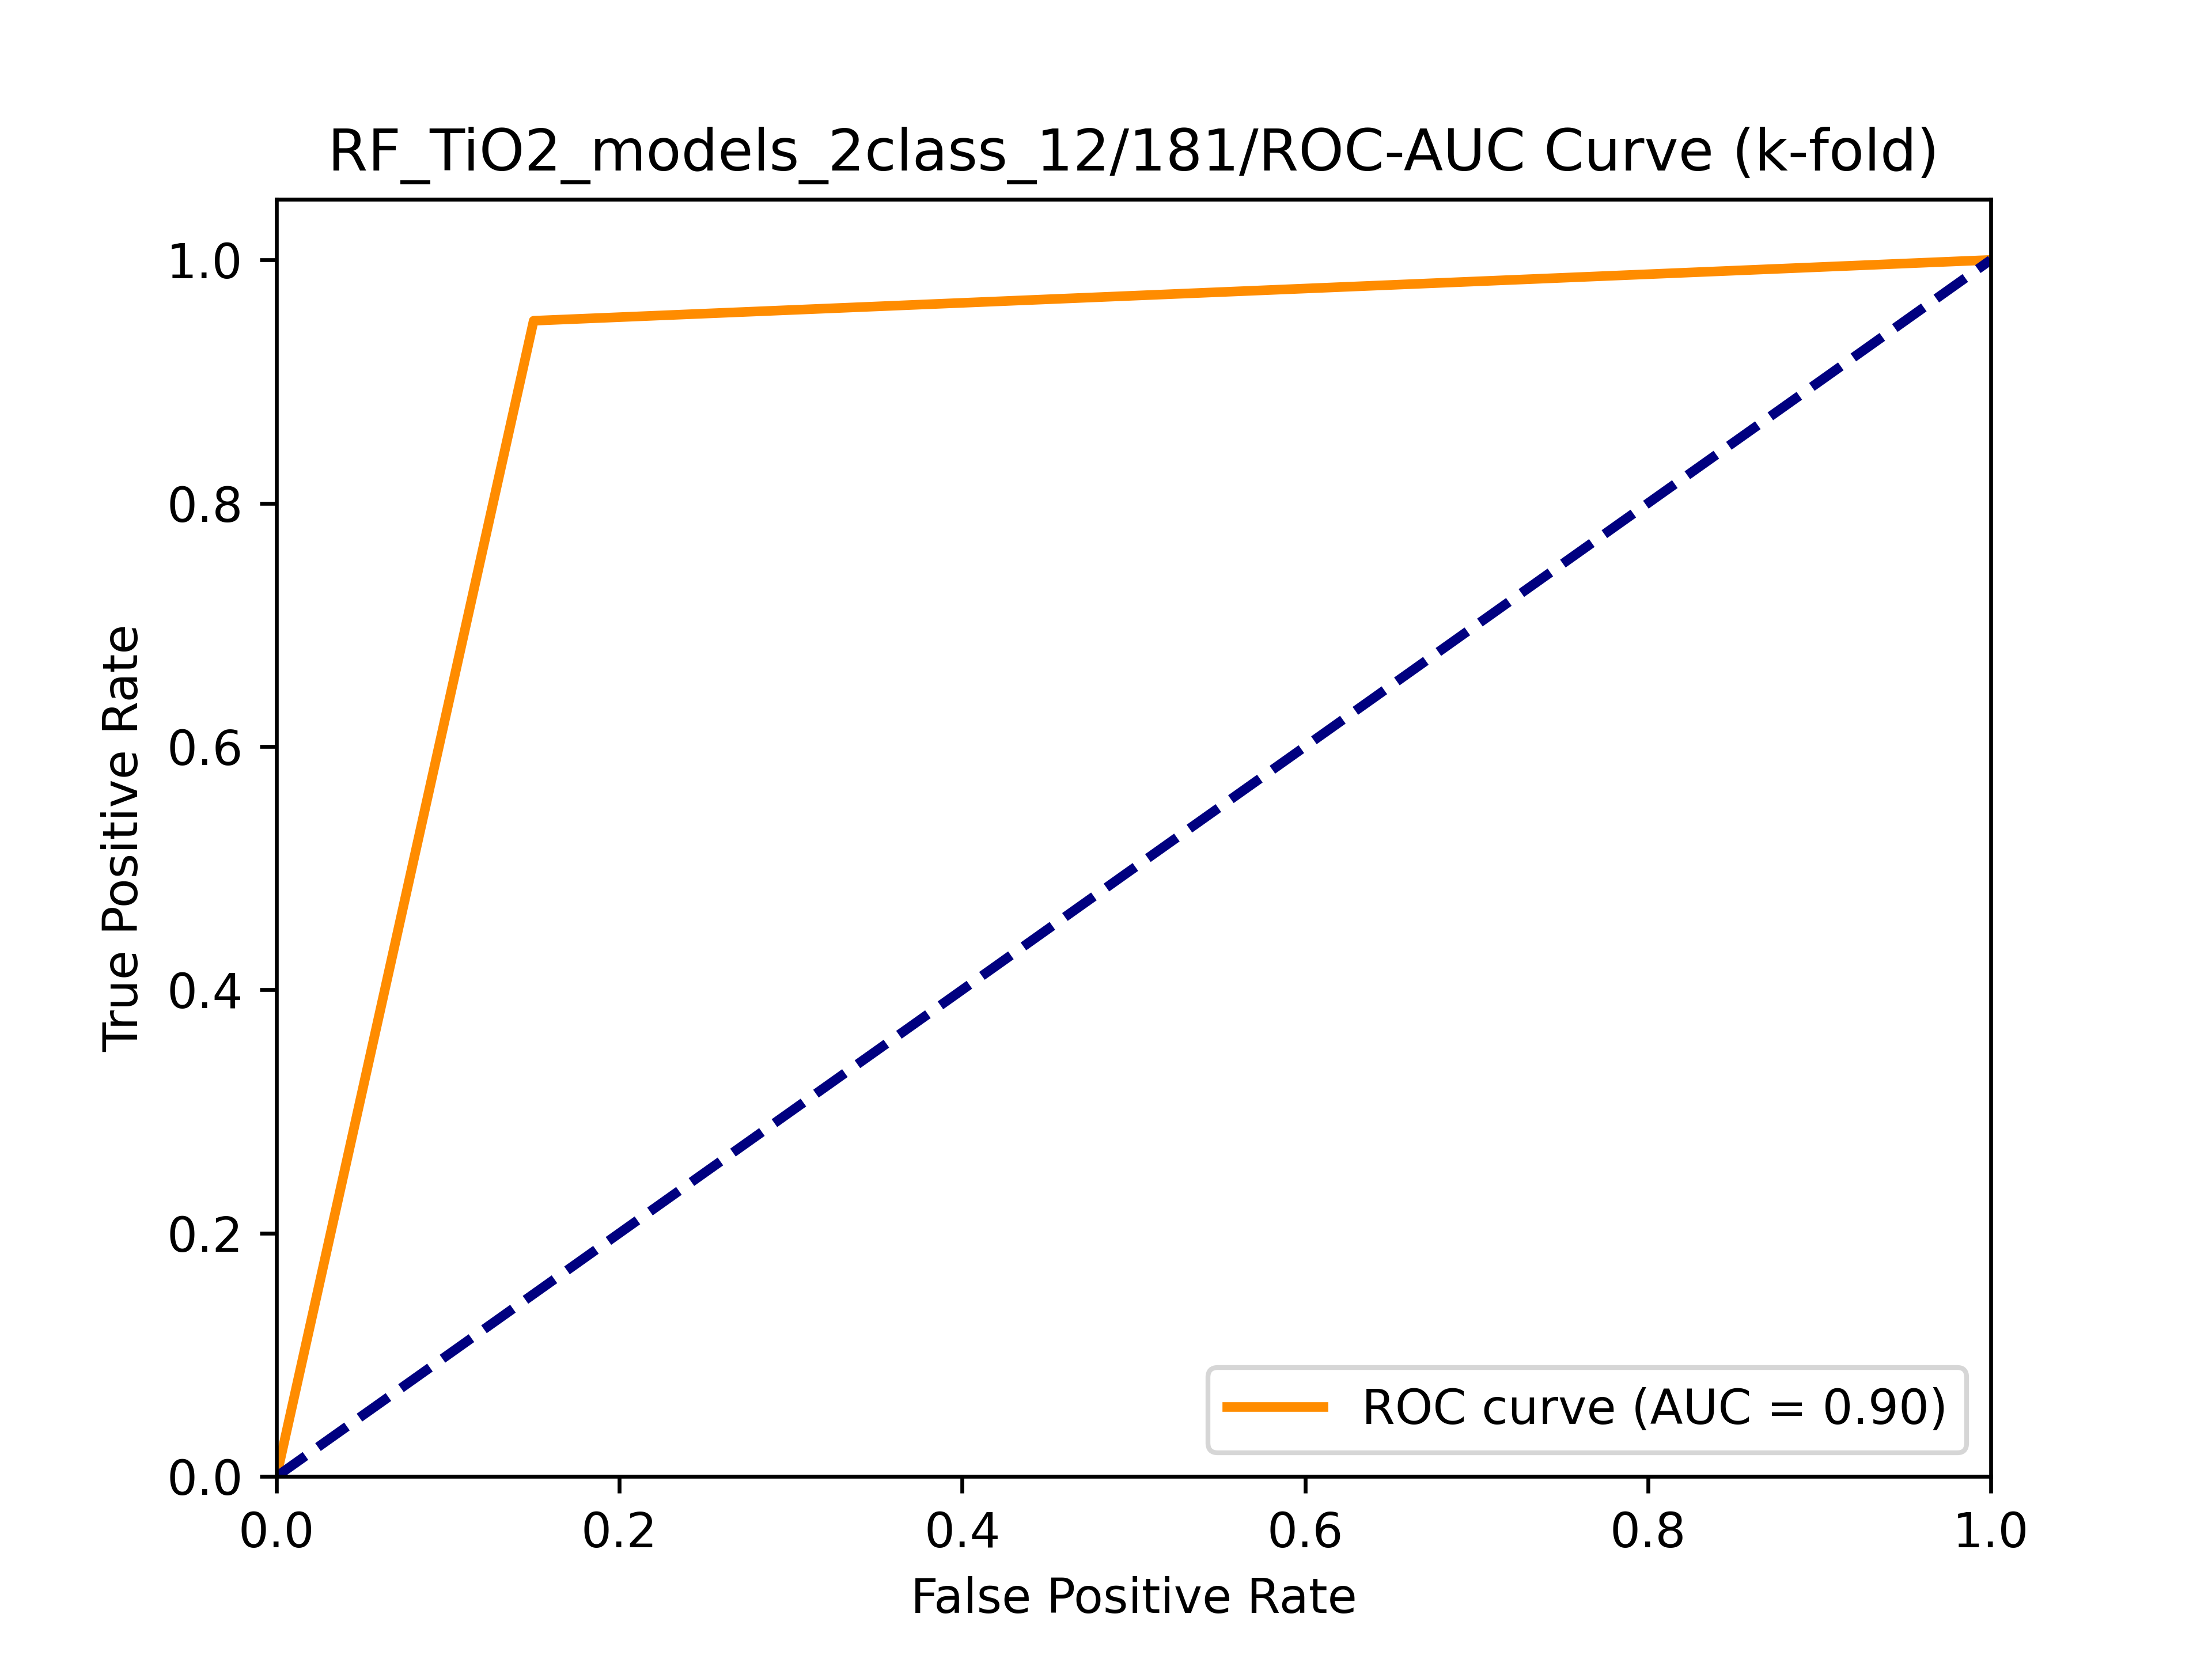 RF_TiO2_models_2class_12/181/ROC-AUC Curve (k-fold)
True Positive Rate
1.0
0.8
0.6
0.4
0.2
0.0
ROC curve (AUC = 0.90)
0.0 0.2 0.4 0.6 0.8 1.0
False Positive Rate